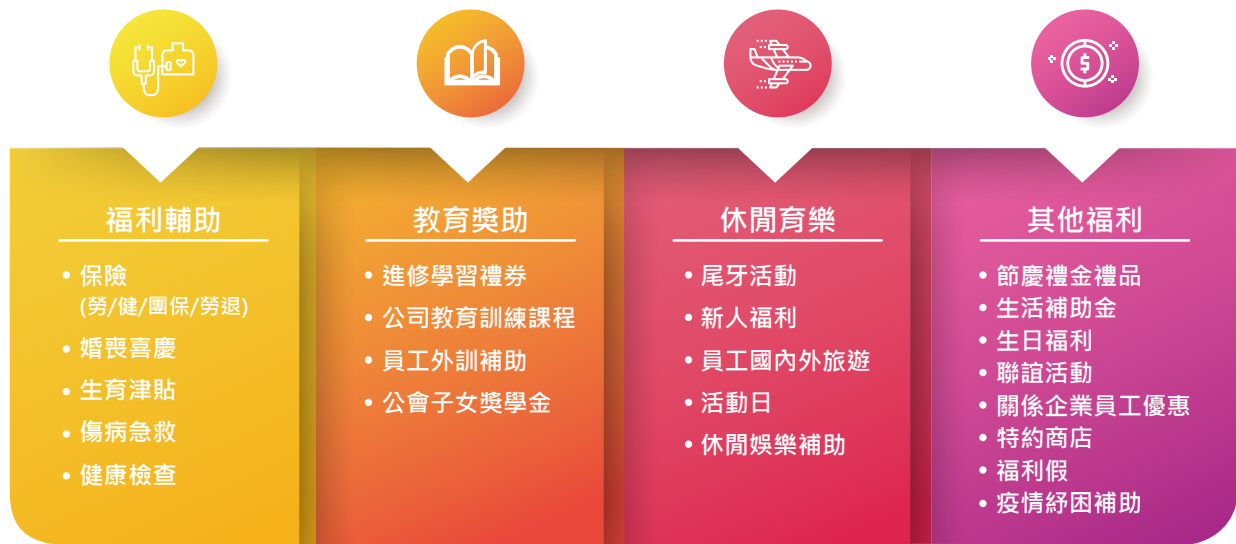 福利輔助
• 保險
(勞/健/團保/勞退)
• 婚喪喜慶
• 生育津貼
• 傷病急救
• 健康檢查
教育獎助
• 進修學習禮券
• 公司教育訓練課程
• 員工外訓補助
• 公會子女獎學金
休閒育樂
• 尾牙活動
• 新人福利
• 員工國內外旅遊
• 活動日
• 休閒娛樂補助
其他福利
• 節慶禮金禮品
• 生活補助金
• 生日福利
• 聯誼活動
• 關係企業員工優惠
• 特約商店
• 福利假
• 疫情紓困補助